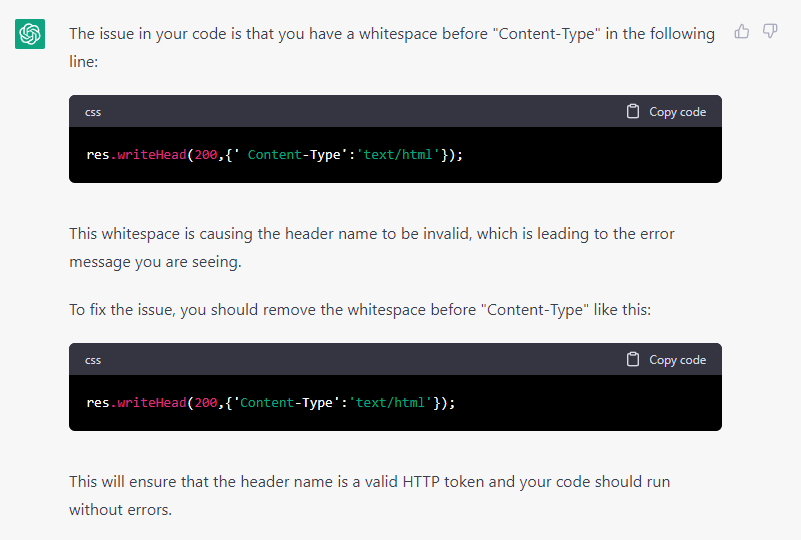 The issue in your code is that you have a whitespace before "Content-Type" in the following
line:
css
Copy code
res.writeHead(200,{' Content-Type':'text/html'});
This whitespace is causing the header name to be invalid, which is leading to the error
message you are seeing.
To fix the issue, you should remove the whitespace before "Content-Type" like this:
css
Copy code
res.writeHead(200,{'Content-Type':'text/html'});
This will ensure that the header name is a valid HTTP token and your code should run
without errors.